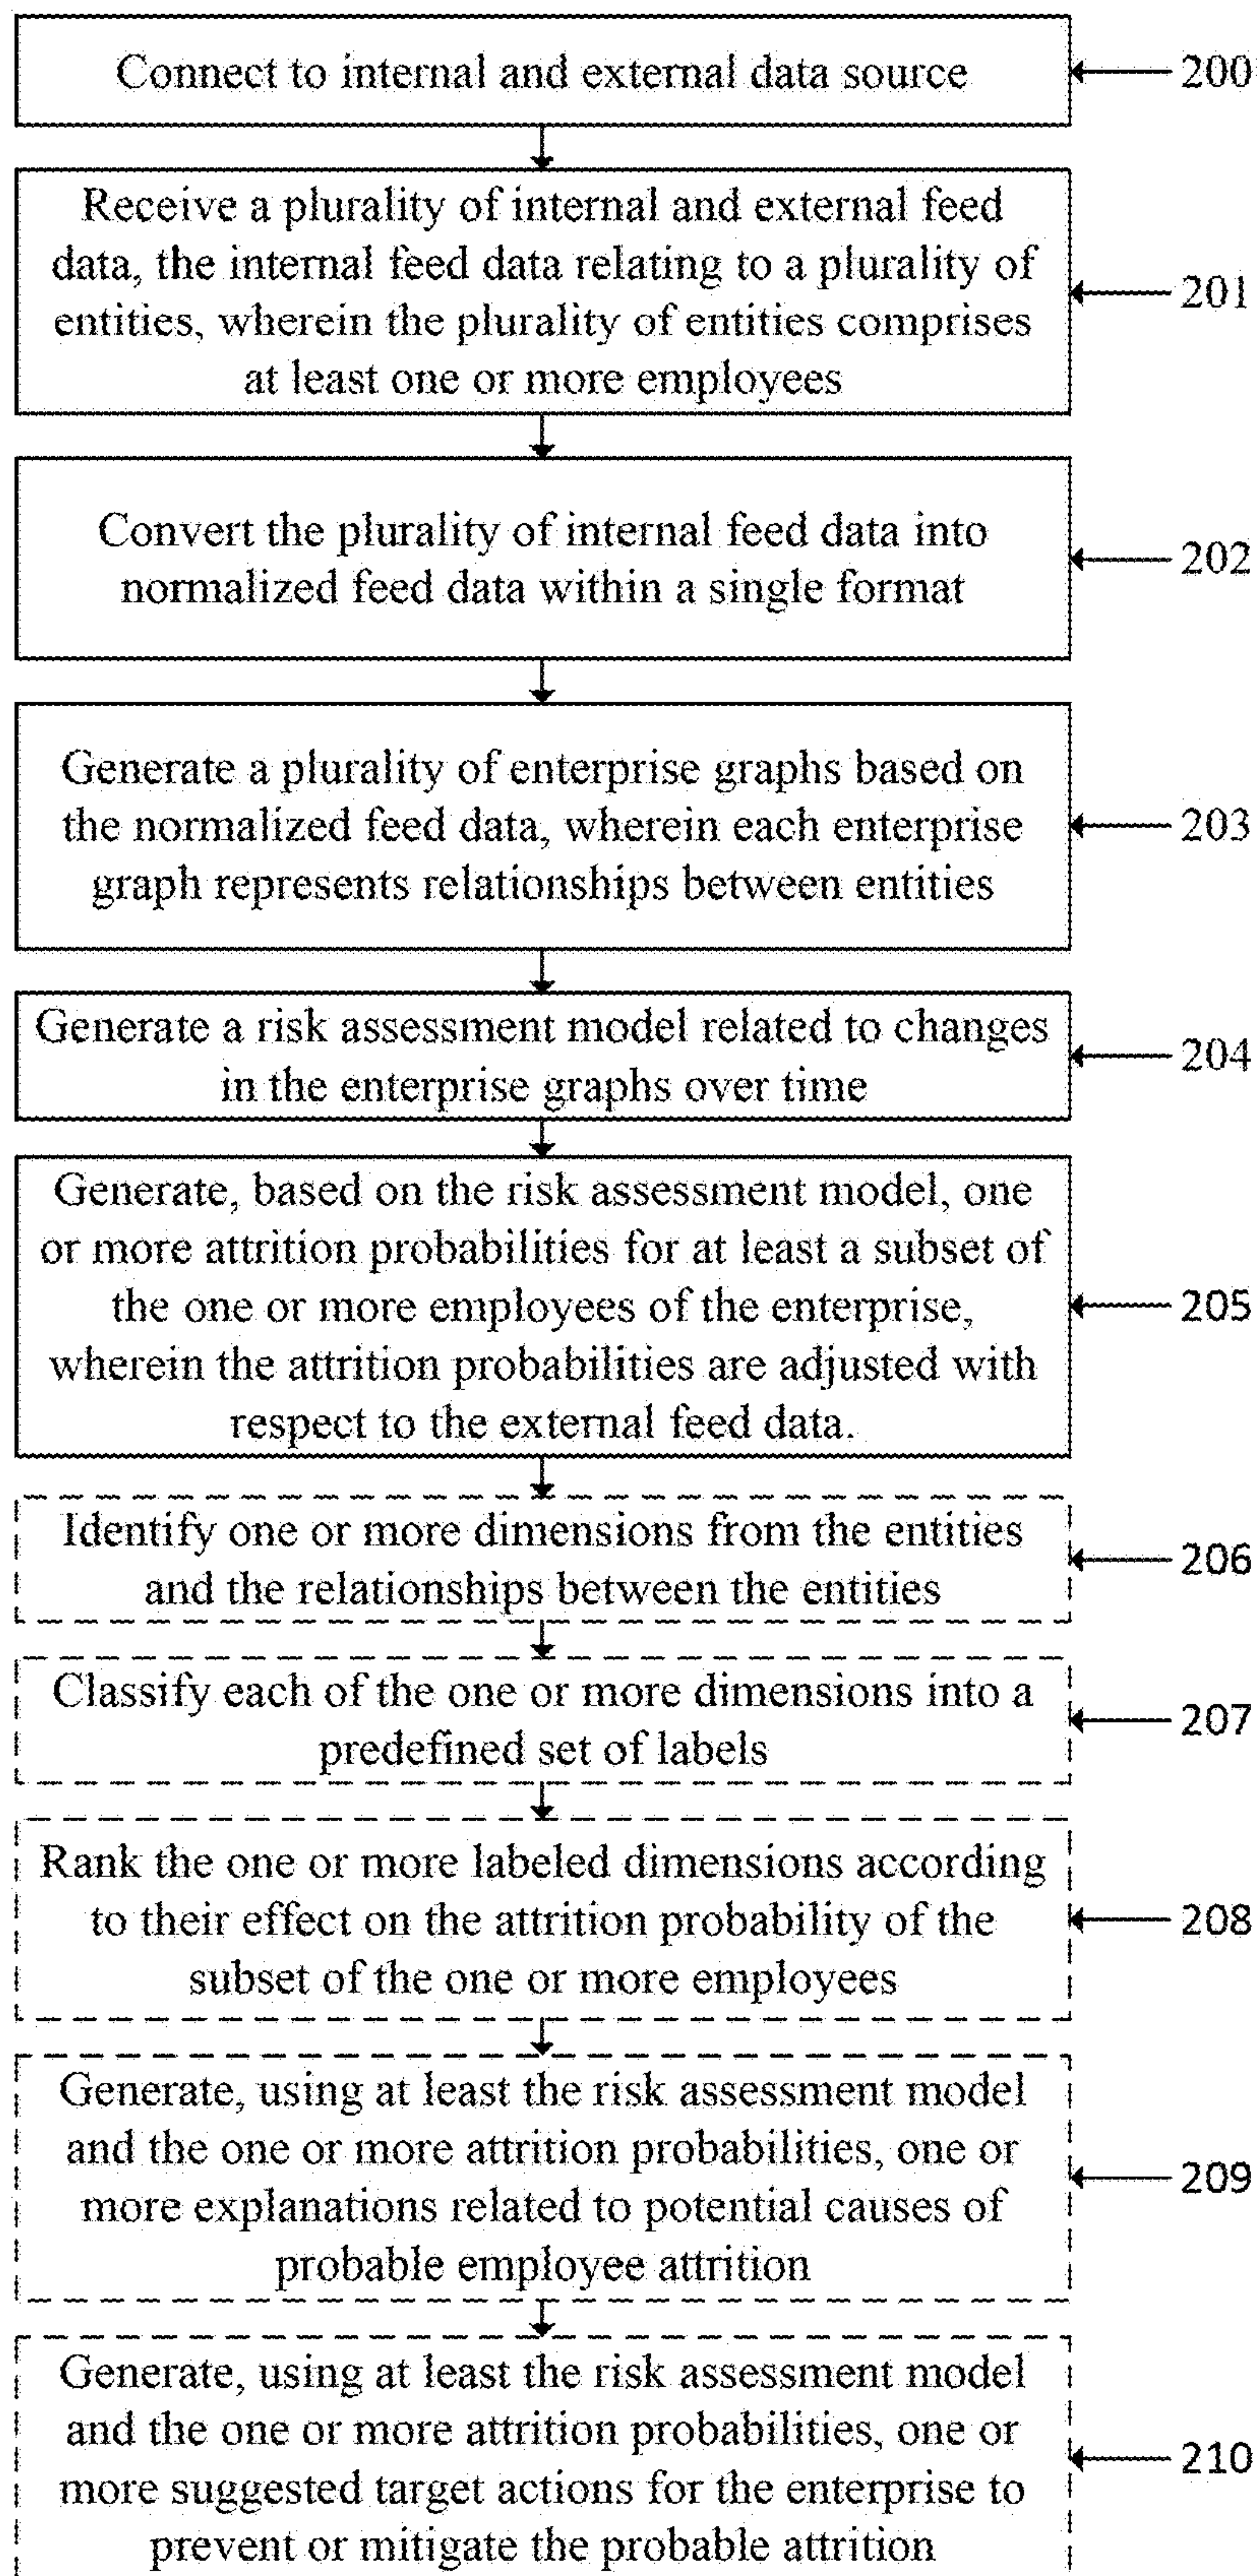 Connect to internal and external data source
200
Receive a plurality of internal and external feed
data, the internal feed data relating to a plurality of
entities, wherein the plurality of entities comprises
at least one or more employees
201
Convert the plurality of internal feed data into
normalized feed data within a single format
202
Generate a plurality of enterprise graphs based on
the normalized feed data, wherein each enterprise
graph represents relationships between entities
203
Generate a risk assessment model related to changes
in the enterprise graphs over time
204
Generate, based on the risk assessment model, one
or more attrition probabilities for at least a subset of
the one or more employees of the enterprise,
wherein the attrition probabilities are adjusted with
respect to the external feed data.
205
Identify one or more dimensions from the entities
and the relationships between the entities
206
Classify each of the one or more dimensions into a
predefined set of labels
207
Rank the one or more labeled dimensions according
to their effect on the attrition probability of the
subset of the one or more employees
208
Generate, using at least the risk assessment model
and the one or more attrition probabilities, one or
more explanations related to potential causes of
probable employee attrition
209
Generate, using at least the risk assessment model
and the one or more attrition probabilities, one or
more suggested target actions for the enterprise to
prevent or mitigate the probable attrition
210